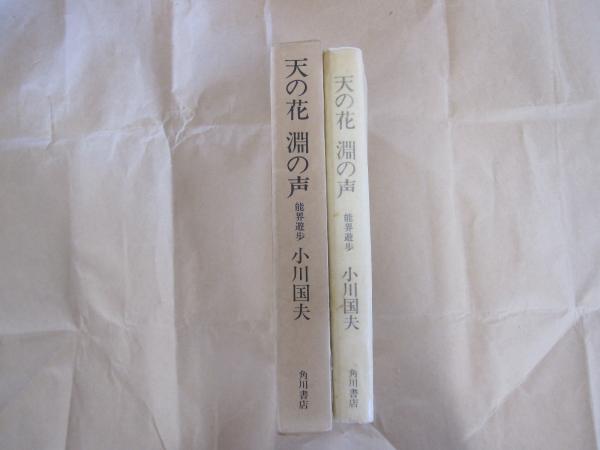 天の花 淵の声
能界遊歩
小川国夫
角川書店
天の花 淵の声
能界遊歩
小川国夫
角川書店